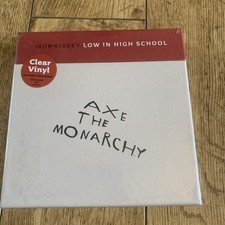 MORRISSEY LOW IN HIGH SCHOOL
Clear
Vinyl
AXE
THE
MONARCHY